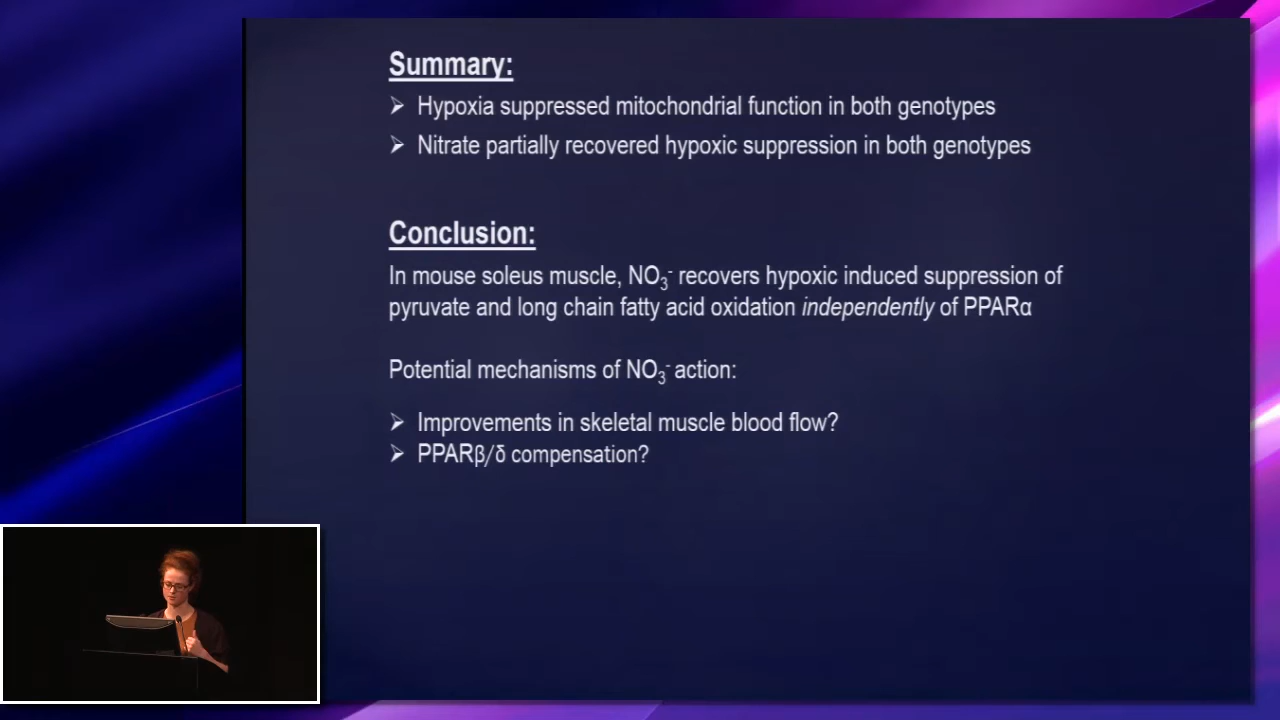 Summary:
➢ Hypoxia suppressed mitochondrial function in both genotypes
➢ Nitrate partially recovered hypoxic suppression in both genotypes
Conclusion:
In mouse soleus muscle, NO₃⁻ recovers hypoxic induced suppression of
pyruvate and long chain fatty acid oxidation independently of PPARα
Potential mechanisms of NO₃⁻ action:
➢ Improvements in skeletal muscle blood flow?
➢ PPARβ/δ compensation?